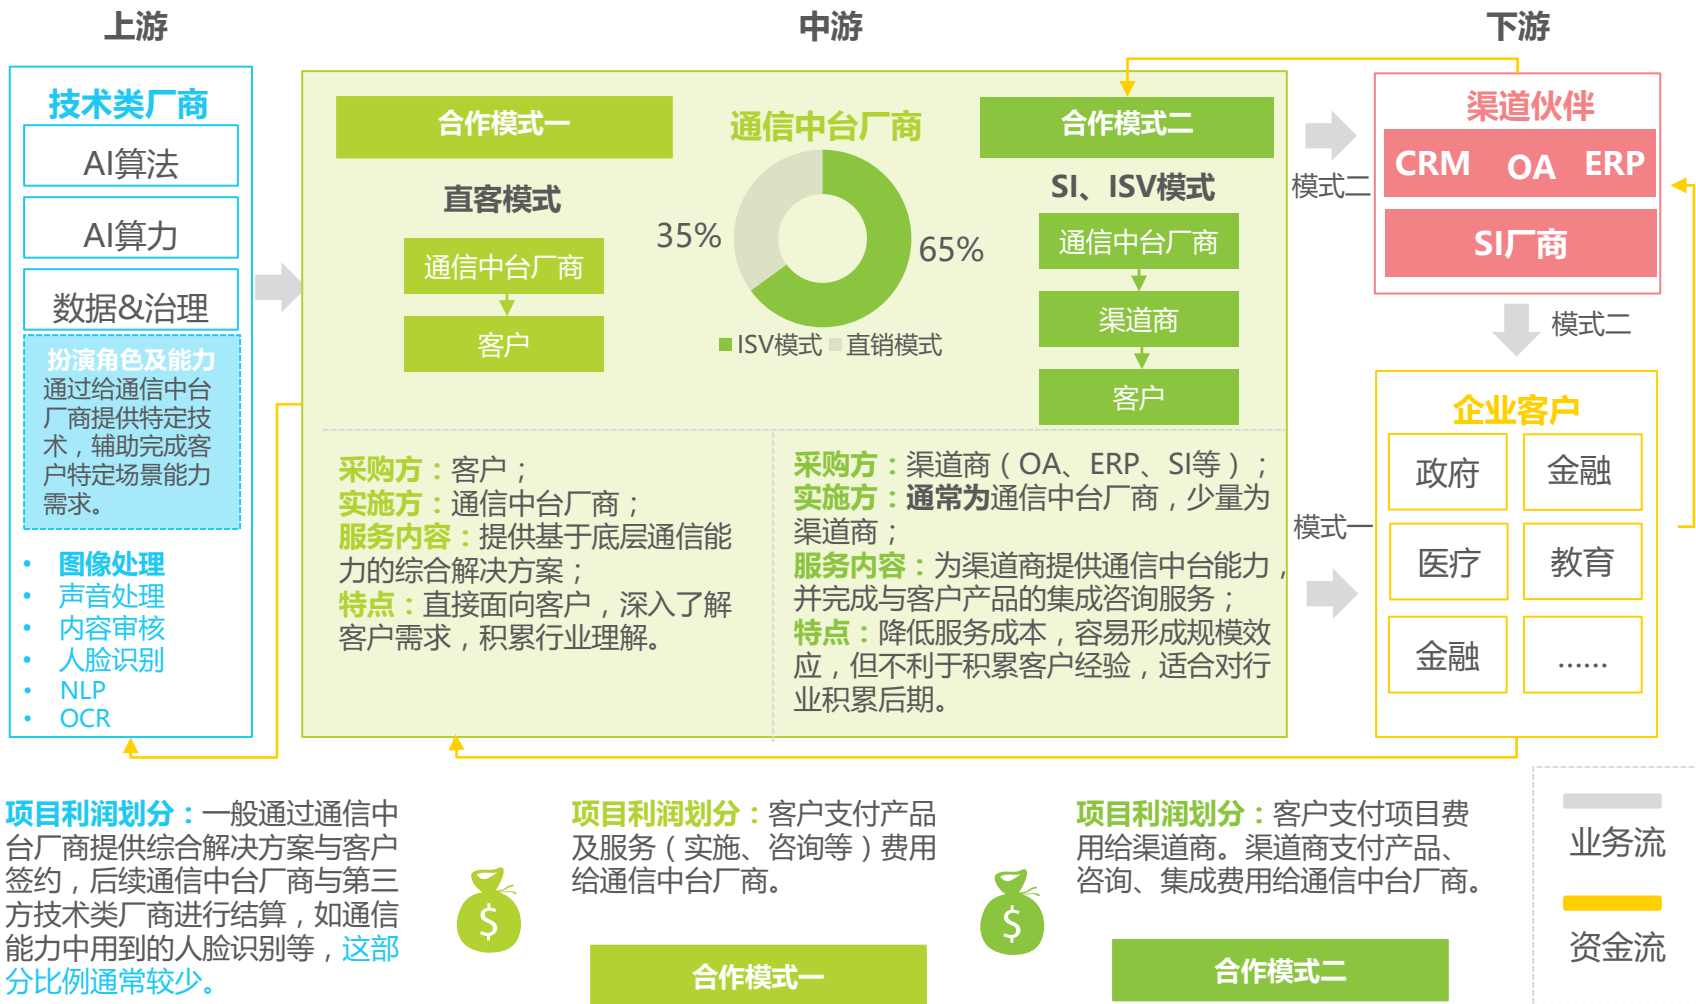 上游
中游
下游
技术类厂商
AI算法
AI算力
数据&治理
扮演角色及能力
通过给通信中台
厂商提供特定技
术，辅助完成客
户特定场景能力
需求。
• 图像处理
• 声音处理
• 内容审核
• 人脸识别
• NLP
• OCR
合作模式一
直客模式
通信中台厂商
客户
通信中台厂商
35%
65%
ISV模式
直销模式
合作模式二
SI、ISV模式
通信中台厂商
渠道商
客户
采购方：客户；
实施方：通信中台厂商；
服务内容：提供基于底层通信能
力的综合解决方案；
特点：直接面向客户，深入了解
客户需求，积累行业理解。
采购方：渠道商（OA、ERP、SI等）；
实施方：通常为通信中台厂商，少量为
渠道商；
服务内容：为渠道商提供通信中台能力，
并完成与客户产品的集成咨询服务；
特点：降低服务成本，容易形成规模效
应，但不利于积累客户经验，适合对行
业积累后期。
模式二
渠道伙伴
CRM
OA
ERP
SI厂商
模式二
模式一
企业客户
政府
金融
医疗
教育
金融
……
项目利润划分：一般通过通信中
台厂商提供综合解决方案与客户
签约，后续通信中台厂商与第三
方技术类厂商进行结算，如通信
能力中用到的人脸识别等，这部
分比例通常较少。
$
项目利润划分：客户支付产品
及服务（实施、咨询等）费用
给通信中台厂商。
合作模式一
$
项目利润划分：客户支付项目费
用给渠道商。渠道商支付产品、
咨询、集成费用给通信中台厂商。
合作模式二
业务流
资金流